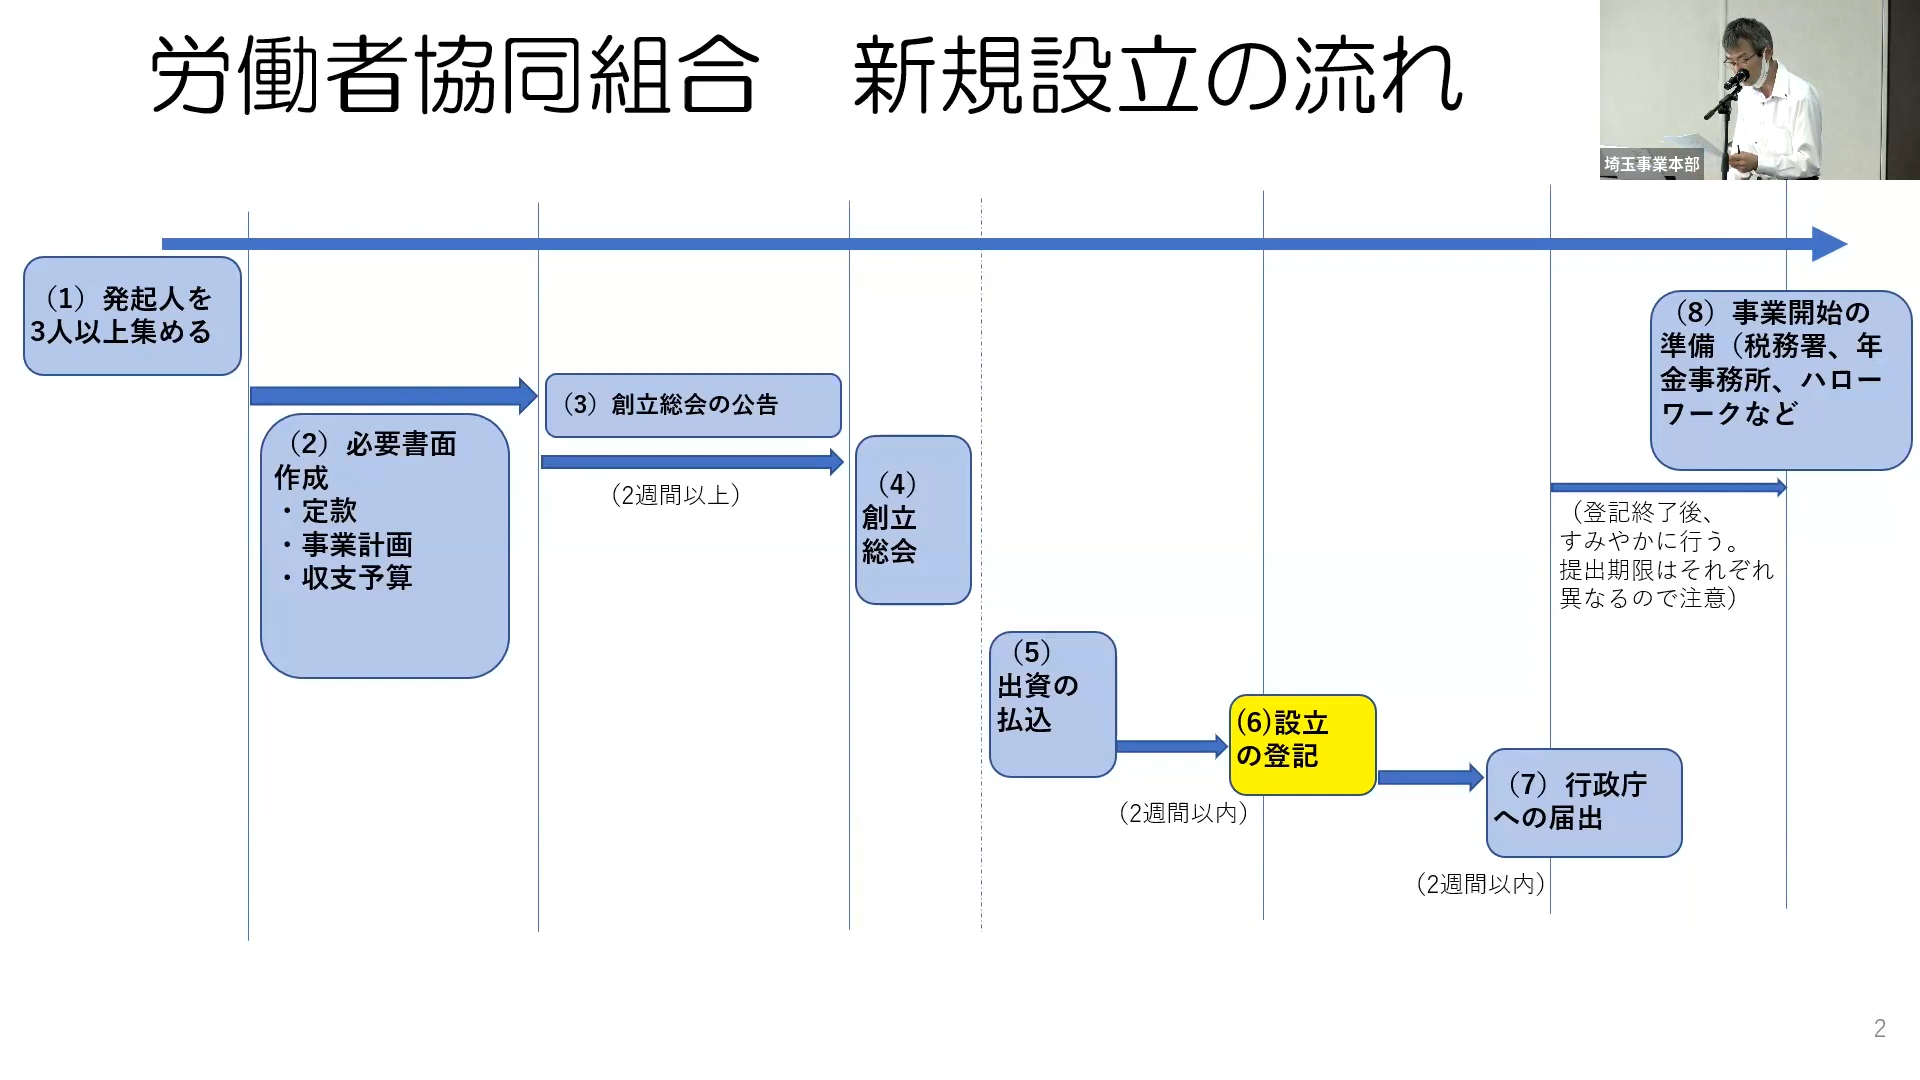 労働者協同組合　新規設立の流れ
埼玉事業本部
（1）発起人を
3人以上集める
（2）必要書面
作成
・定款
・事業計画
・収支予算
（3）創立総会の公告
（2週間以上）
（4）
創立
総会
（5）
出資の
払込
（2週間以内）
(6)設立
の登記
（7）行政庁
への届出
（2週間以内）
（8）事業開始の
準備（税務署、年
金事務所、ハロー
ワークなど
（登記終了後、
すみやかに行う。
提出期限はそれぞれ
異なるので注意）
2